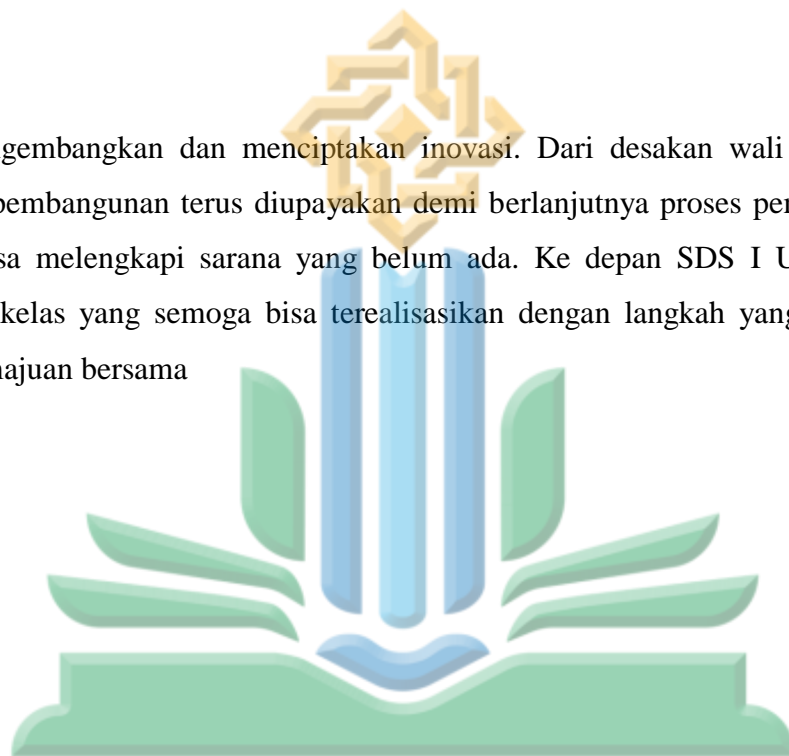 gembangkan dan menciptakan inovasi. Dari desakan wali
pembangunan terus diupayakan demi berlanjutnya proses per
sa melengkapi sarana yang belum ada. Ke depan SDS I U
kelas yang semoga bisa terealisasikan dengan langkah yang
ajuan bersama